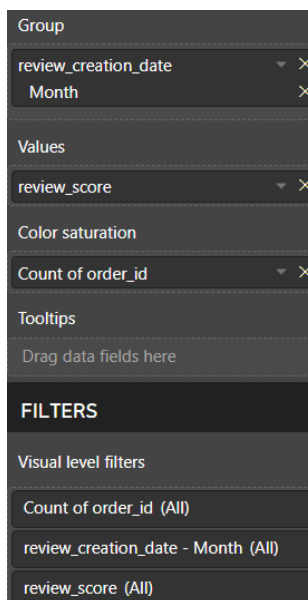 Group
review_creation_date
Month
Values
review_score
Color saturation
Count of order_id
Tooltips
Drag data fields here
FILTERS
Visual level filters
Count of order_id (All)
review_creation_date - Month (All)
review_score (All)